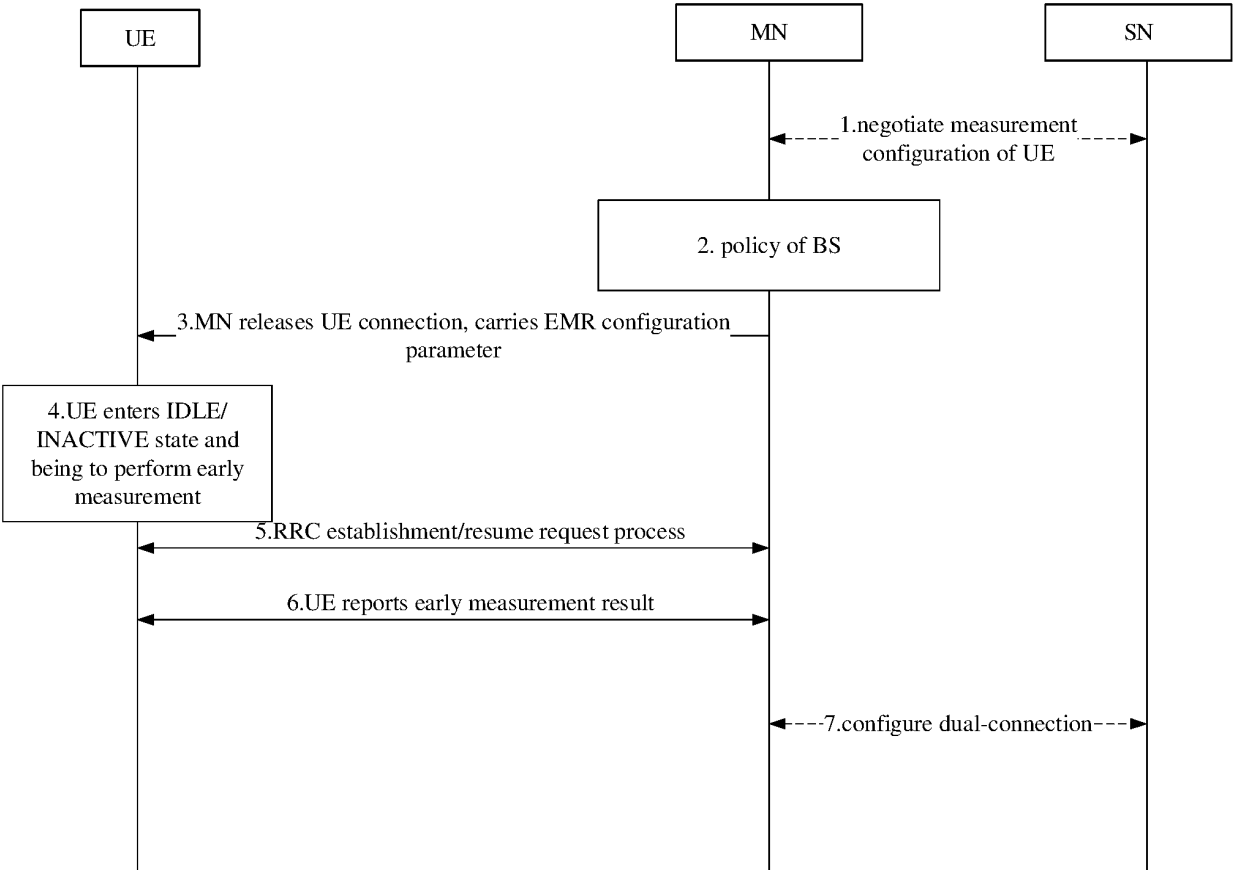 UE
MN
SN
1.negotiate measurement
configuration of UE
2. policy of BS
3.MN releases UE connection, carries EMR configuration
parameter
4.UE enters IDLE/
INACTIVE state and
being to perform early
measurement
5.RRC establishment/resume request process
6.UE reports early measurement result
7.configure dual-connection